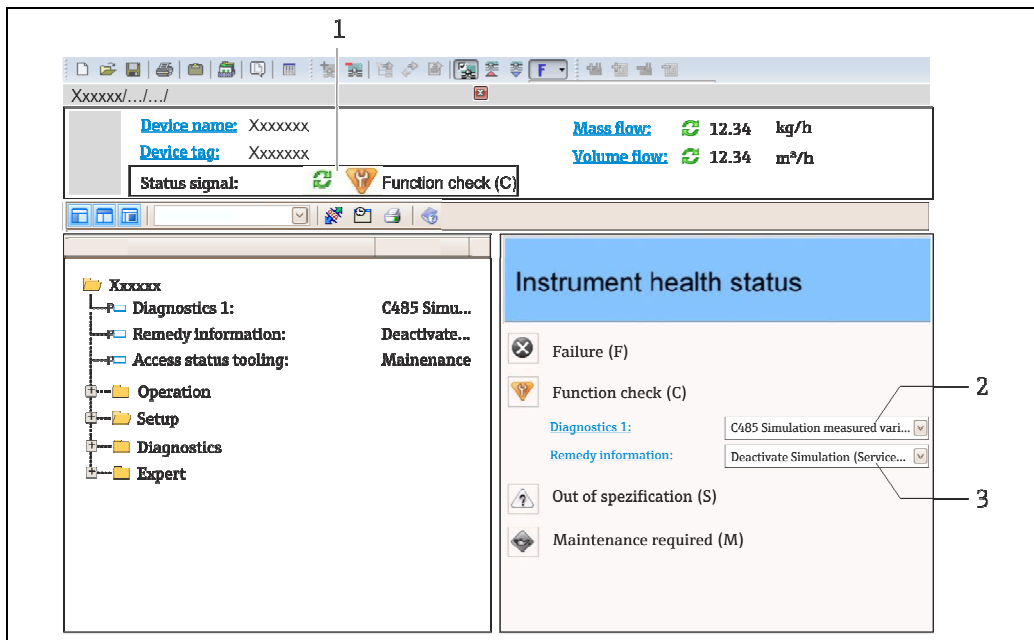 1
F
Xxxxxx/.../.../
Device name: Xxxxxxx
Mass flow: 12.34 kg/h
Device tag: Xxxxxxx
Volume flow: 12.34 m³/h
Status signal: Function check (C)
Xxxxxx
Diagnostics 1: C485 Simu...
Remedy information: Deactivate...
Access status tooling: Mainenance
Operation
Setup
Diagnostics
Expert
Instrument health status
Failure (F)
Function check (C)
2
Diagnostics 1: C485 Simulation measured vari...
Remedy information: Deactivate Simulation (Service...
3
Out of spezification (S)
Maintenance required (M)